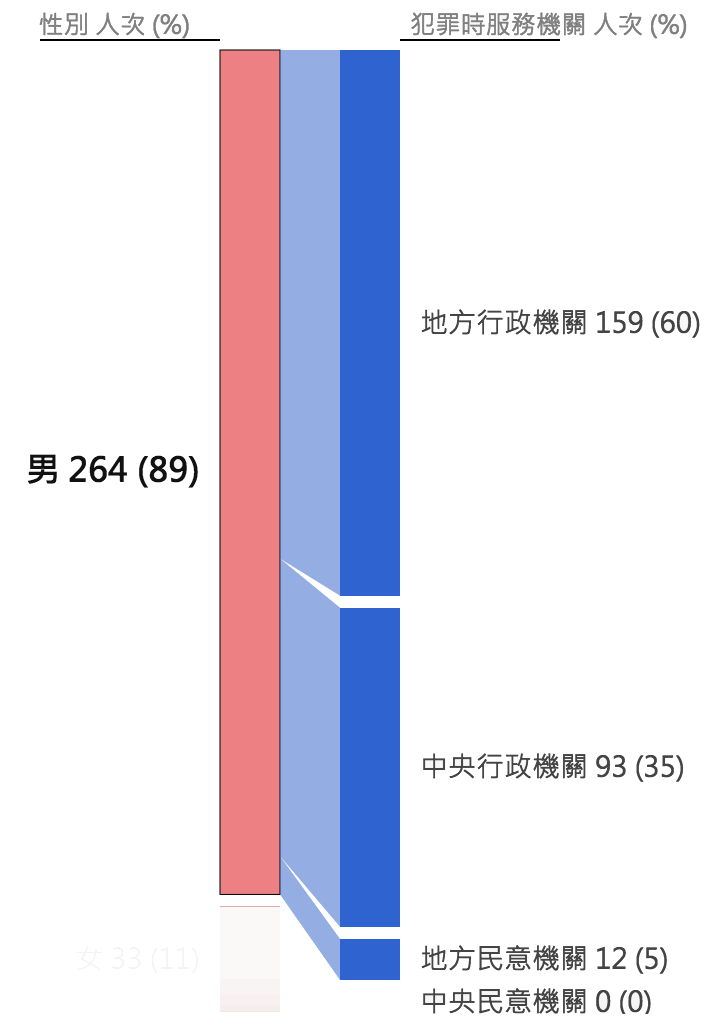 性別 人次 (%)
犯罪時服務機關 人次 (%)
地方行政機關 159 (60)
男 264 (89)
中央行政機關 93 (35)
女 33 (11)
地方民意機關 12 (5)
中央民意機關 0 (0)